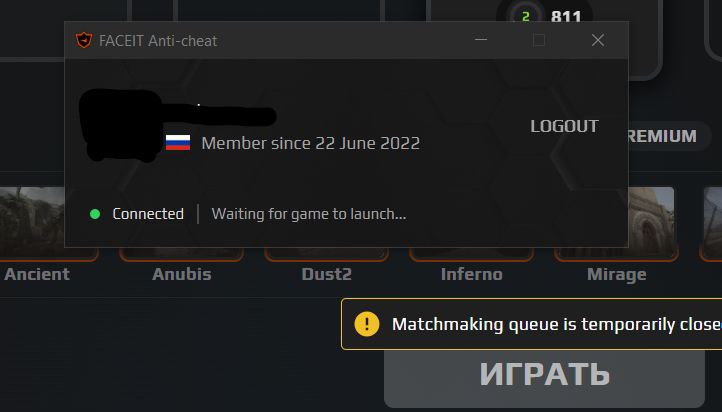 2 811
FACEIT Anti-cheat
LOGOUT
REMIUM
Member since 22 June 2022
Connected Waiting for game to launch...
Ancient Anubis Dust2 Inferno Mirage
Matchmaking queue is temporarily close
ИГРАТЬ